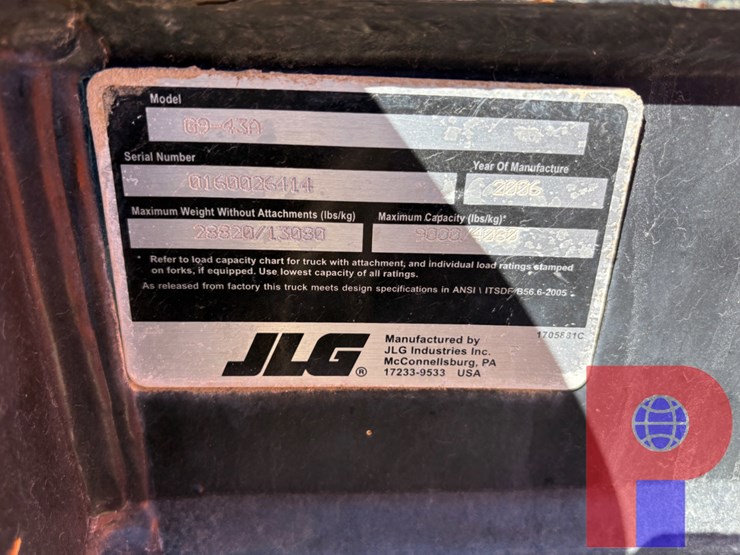 Model
G9-43A
Serial Number
Year Of Manufacture
0160026414
2006
Maximum Weight Without Attachments (lbs/kg)
Maximum Capacity (lbs/kg)*
28820/13080
9000/4080
* Refer to load capacity chart for truck with attachment, and individual load ratings stamped
on forks, if equipped. Use lowest capacity of all ratings.
As released from factory this truck meets design specifications in ANSI \ ITSDF B56.6-2005
1705881C
JLG®
Manufactured by
JLG Industries Inc.
McConnellsburg, PA
17233-9533 USA